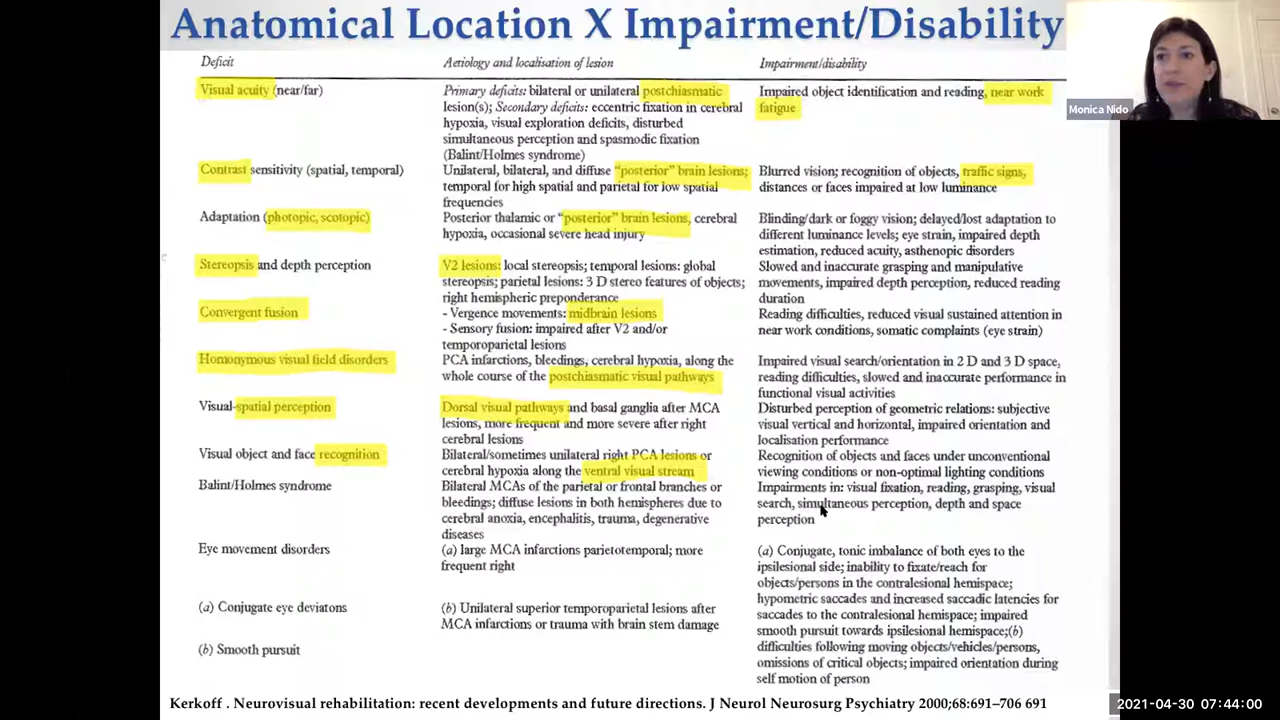 Anatomical Location X Impairment/Disability
Deficit
Aetiology and localisation of lesion
Impairment/disability
Visual acuity (near/far)
Primary deficits: bilateral or unilateral postchiasmatic
lesion(s); Secondary deficits: eccentric fixation in cerebral
hypoxia, visual exploration deficits, disturbed
simultaneous perception and spasmodic fixation
(Balint/Holmes syndrome)
Impaired object identification and reading, near work
fatigue
Contrast sensitivity (spatial, temporal)
Unilateral, bilateral, and diffuse “posterior” brain lesions;
temporal for high spatial and parietal for low spatial
frequencies
Blurred vision; recognition of objects, traffic signs,
distances or faces impaired at low luminance
Adaptation (photopic, scotopic)
Posterior thalamic or “posterior” brain lesions, cerebral
hypoxia, occasional severe head injury
Blinding/dark or foggy vision; delayed/lost adaptation to
different luminance levels; eye strain, impaired depth
estimation, reduced acuity, asthenopic disorders
Stereopsis and depth perception
V2 lesions: local stereopsis; temporal lesions: global
stereopsis; parietal lesions: 3 D stereo features of objects;
right hemispheric preponderance
Slowed and inaccurate grasping and manipulative
movements, impaired depth perception, reduced reading
duration
Convergent fusion
- Vergence movements: midbrain lesions
- Sensory fusion: impaired after V2 and/or
temporoparietal lesions
Reading difficulties, reduced visual sustained attention in
near work conditions, somatic complaints (eye strain)
Homonymous visual field disorders
PCA infarctions, bleedings, cerebral hypoxia, along the
whole course of the postchiasmatic visual pathways
Impaired visual search/orientation in 2 D and 3 D space,
reading difficulties, slowed and inaccurate performance in
functional visual activities
Visual-spatial perception
Dorsal visual pathways and basal ganglia after MCA
lesions, more frequent and more severe after right
cerebral lesions
Disturbed perception of geometric relations: subjective
visual vertical and horizontal, impaired orientation and
localisation performance
Visual object and face recognition
Bilateral/sometimes unilateral right PCA lesions or
cerebral hypoxia along the ventral visual stream
Recognition of objects and faces under unconventional
viewing conditions or non-optimal lighting conditions
Balint/Holmes syndrome
Bilateral MCAs of the parietal or frontal branches or
bleedings; diffuse lesions in both hemispheres due to
cerebral anoxia, encephalitis, trauma, degenerative
diseases
Impairments in: visual fixation, reading, grasping, visual
search, simultaneous perception, depth and space
perception
Eye movement disorders
(a) large MCA infarctions parietotemporal; more
frequent right
(a) Conjugate, tonic imbalance of both eyes to the
ipsilesional side; inability to fixate/reach for
objects/persons in the contralesional hemispace;
hypometric saccades and increased saccadic latencies for
saccades to the contralesional hemispace; impaired
smooth pursuit towards ipsilesional hemispace;(b)
difficulties following moving objects/vehicles/persons,
omissions of critical objects; impaired orientation during
self motion of person
(a) Conjugate eye deviatons
(b) Unilateral superior temporoparietal lesions after
MCA infarctions or trauma with brain stem damage
(b) Smooth pursuit
Kerkoff . Neurovisual rehabilitation: recent developments and future directions. J Neurol Neurosurg Psychiatry 2000;68:691–706 691
Monica Nido
2021-04-30 07:44:00